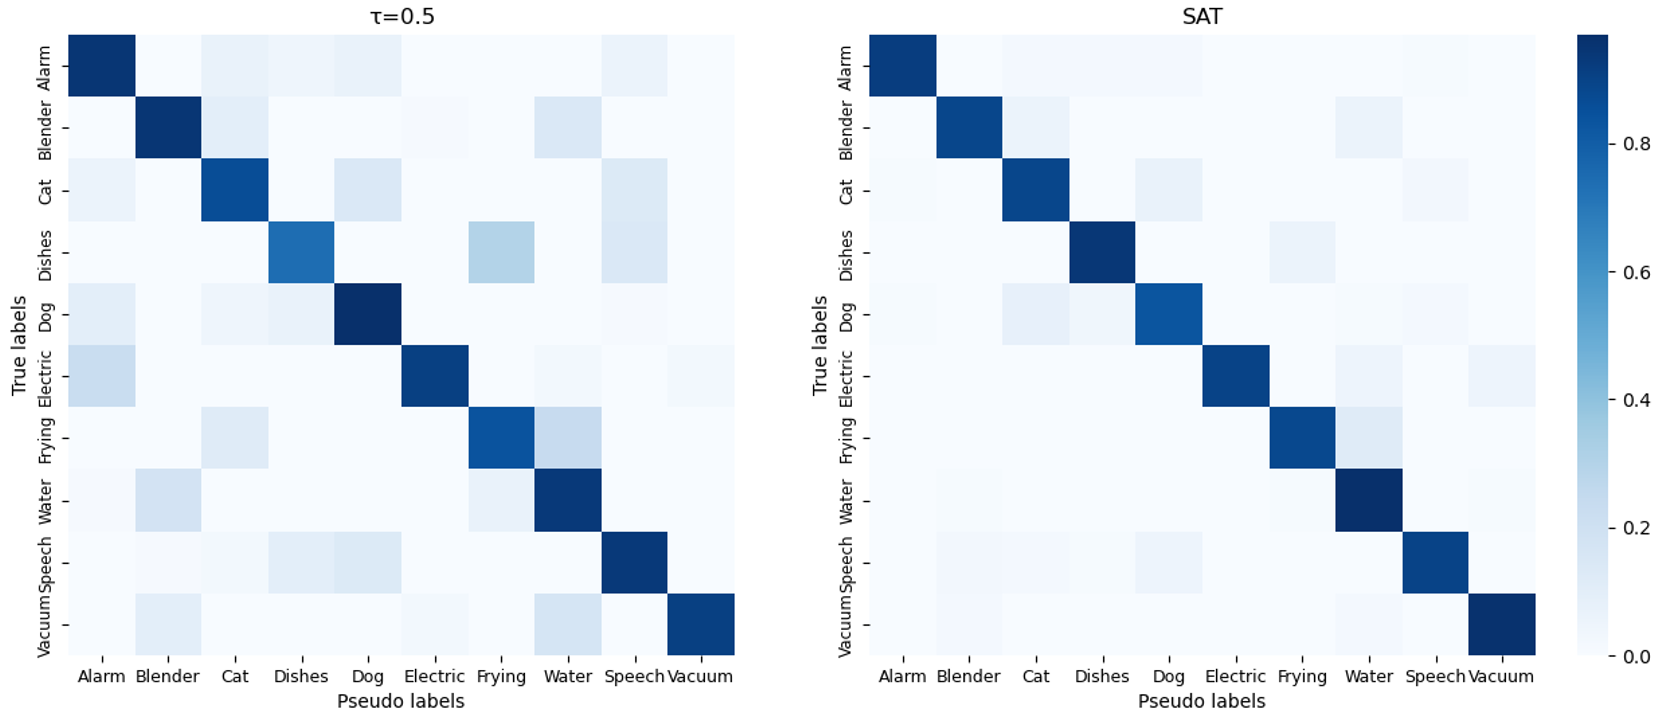 τ=0.5
True labels
Alarm
Blender
Cat
Dishes
Dog
Electric
Frying
Water
Speech
Vacuum
Alarm Blender Cat Dishes Dog Electric Frying Water Speech Vacuum
Pseudo labels
SAT
True labels
Alarm
Blender
Cat
Dishes
Dog
Electric
Frying
Water
Speech
Vacuum
Alarm Blender Cat Dishes Dog Electric Frying Water Speech Vacuum
Pseudo labels
0.8
0.6
0.4
0.2
0.0